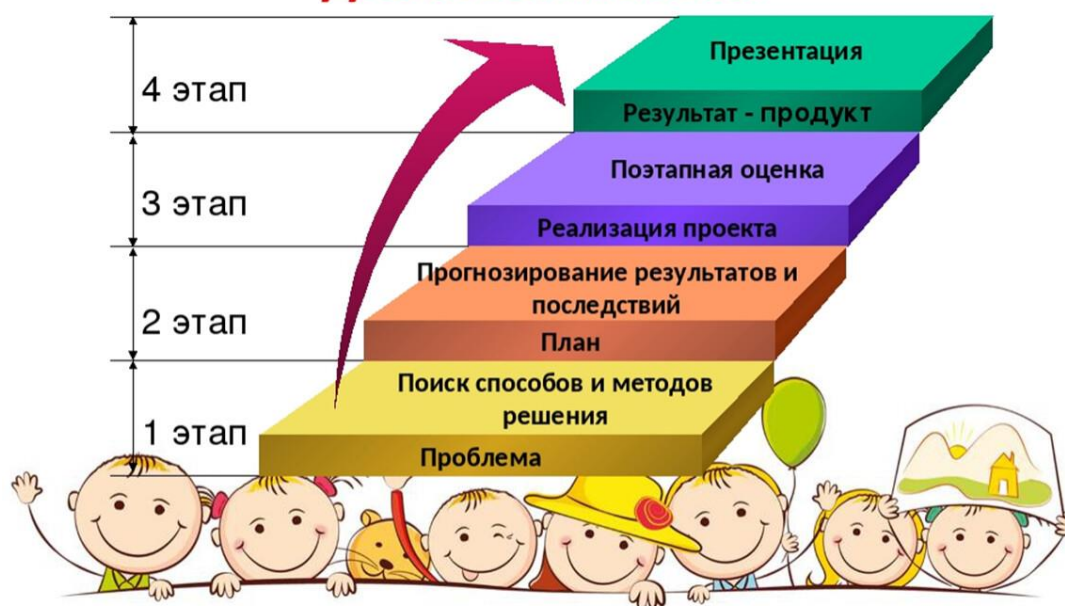 4 этап
Презентация
Результат - продукт
3 этап
Поэтапная оценка
Реализация проекта
2 этап
Прогнозирование результатов и
последствий
План
1 этап
Поиск способов и методов
решения
Проблема